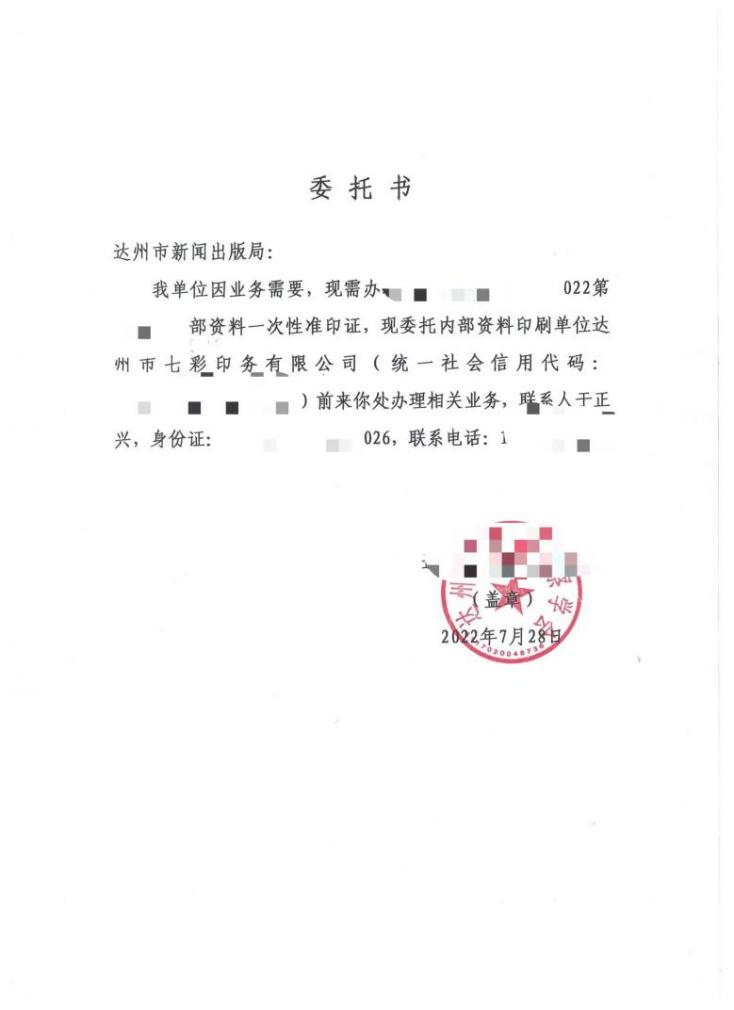 委托书
达州市新闻出版局：
我单位因业务需要，现需办 022第
部资料一次性准印证，现委托内部资料印刷单位达
州市七彩印务有限公司（统一社会信用代码：
）前来你处办理相关业务，联系人干正
兴，身份证： 026，联系电话：1
达州 学会
（盖章）
2022年7月28日